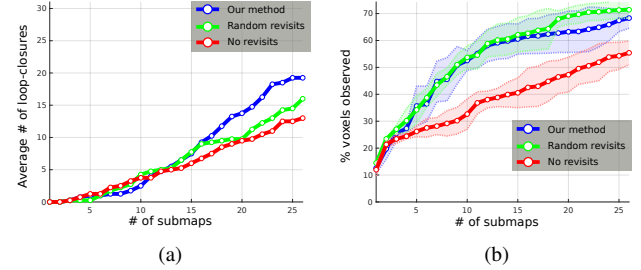 30
25
20
15
10
5
0
Average # of loop-closures
Our method
Random revisits
No revisits
5 10 15 20 25
# of submaps
(a)
70
60
50
40
30
20
10
0
% voxels observed
Our method
Random revisits
No revisits
5 10 15 20 25
# of submaps
(b)